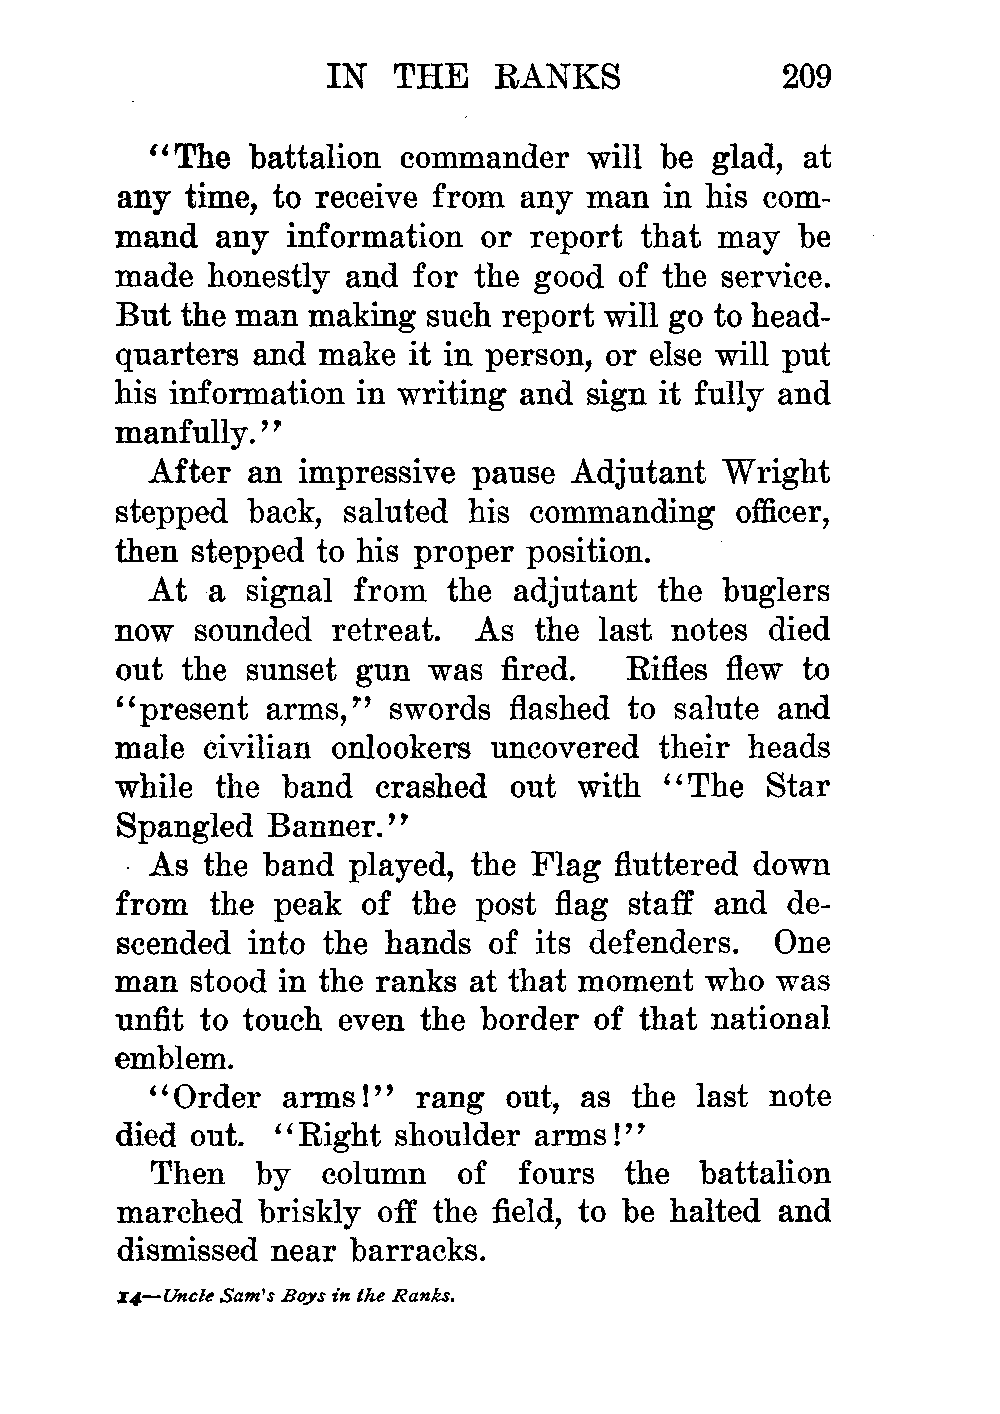 IN THE RANKS 209
“The battalion commander will be glad, at
any time, to receive from any man in his com-
mand any information or report that may be
made honestly and for the good of the service.
But the man making such report will go to head-
quarters and make it in person, or else will put
his information in writing and sign it fully and
manfully.”
After an impressive pause Adjutant Wright
stepped back, saluted his commanding officer,
then stepped to his proper position.
At a signal from the adjutant the buglers
now sounded retreat. As the last notes died
out the sunset gun was fired. Rifles flew to
“present arms,” swords flashed to salute and
male civilian onlookers uncovered their heads
while the band crashed out with “The Star
Spangled Banner.”
As the band played, the Flag fluttered down
from the peak of the post flag staff and de-
scended into the hands of its defenders. One
man stood in the ranks at that moment who was
unfit to touch even the border of that national
emblem.
“Order arms!” rang out, as the last note
died out. “Right shoulder arms!”
Then by column of fours the battalion
marched briskly off the field, to be halted and
dismissed near barracks.
14—Uncle Sam's Boys in the Ranks.